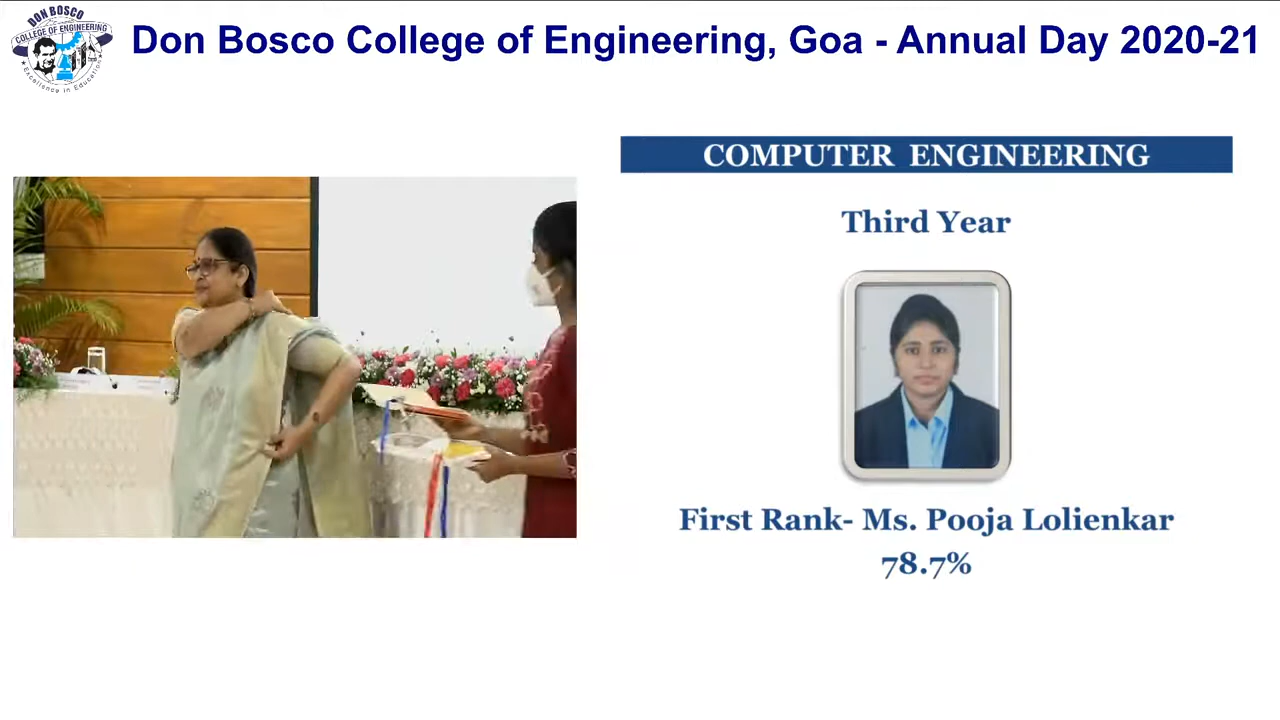 DON BOSCO
COLLEGE OF ENGINEERING
Excellence in Education
Don Bosco College of Engineering, Goa - Annual Day 2020-21
COMPUTER ENGINEERING
Third Year
First Rank- Ms. Pooja Lolienkar
78.7%